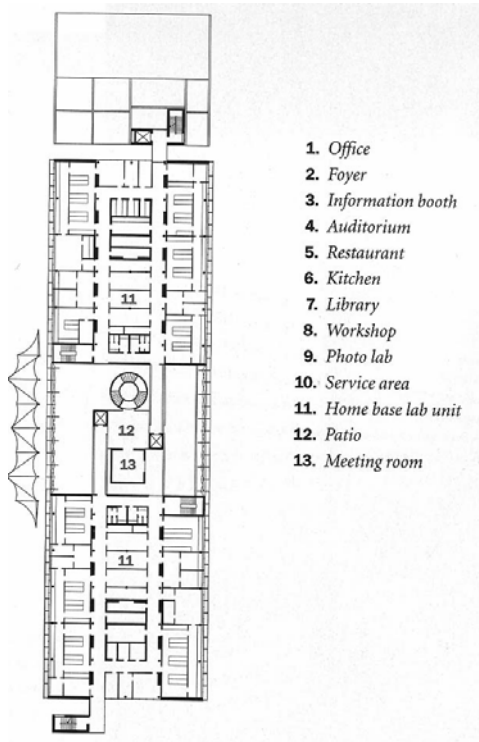 1. Office
2. Foyer
3. Information booth
4. Auditorium
5. Restaurant
6. Kitchen
7. Library
8. Workshop
9. Photo lab
10. Service area
11. Home base lab unit
12. Patio
13. Meeting room
11
12
13
11